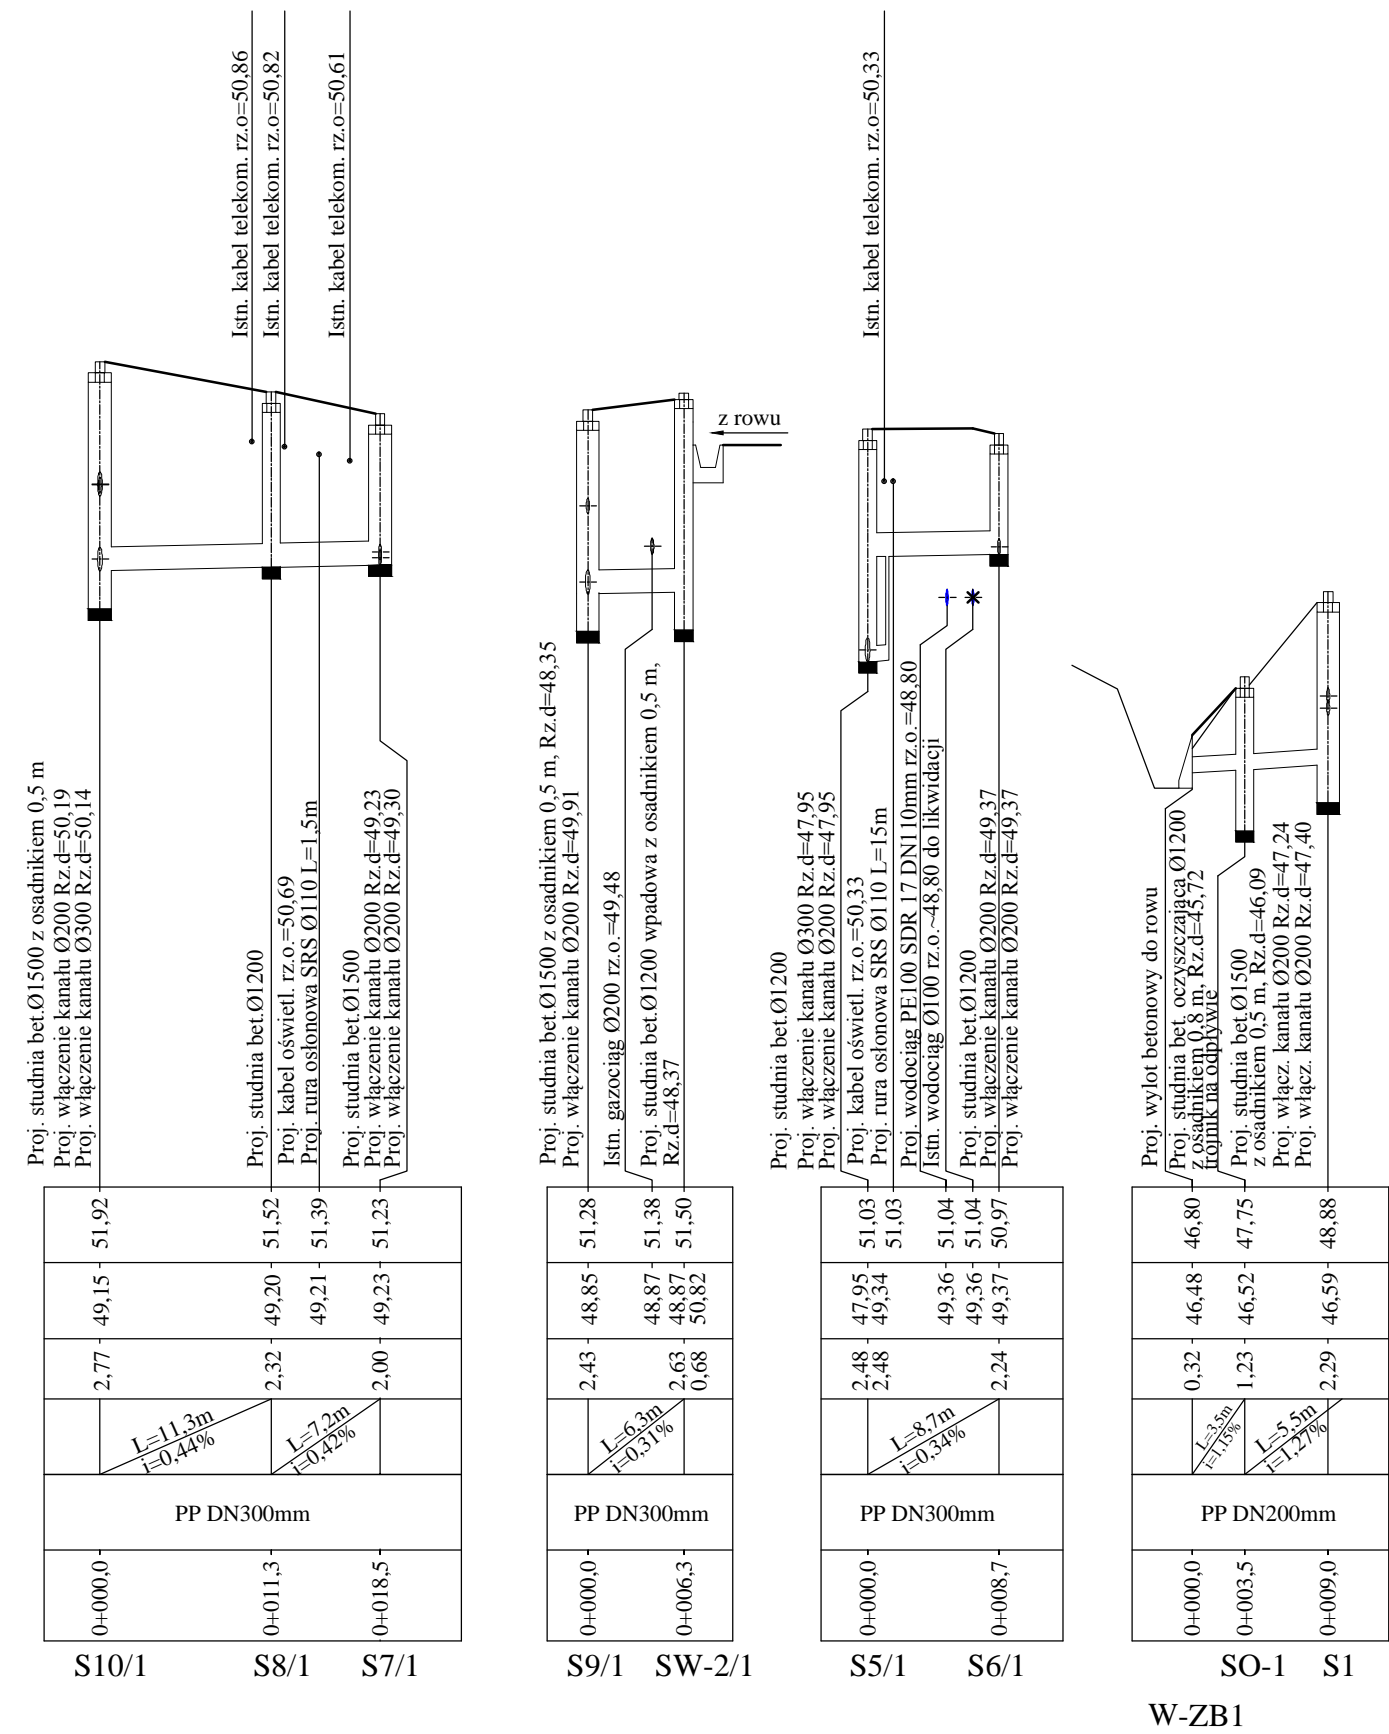 Istn. kabel telekom. rz.o=50,86
Istn. kabel telekom. rz.o=50,82
Istn. kabel telekom. rz.o=50,61
Proj. studnia bet.Ø1500 z osadnikiem 0,5 m
Proj. włączenie kanału Ø200 Rz.d=50,19
Proj. włączenie kanału Ø300 Rz.d=50,14
Proj. studnia bet.Ø1200
Proj. kabel oświetl. rz.o.=50,69
Proj. rura osłonowa SRS Ø110 L=1,5m
Proj. studnia bet.Ø1500
Proj. włączenie kanału Ø200 Rz.d=49,23
Proj. włączenie kanału Ø200 Rz.d=49,30
51,92
51,52
51,39
51,23
49,15
49,20
49,21
49,23
2,77
2,32
2,00
L=11,3m
i=0,44%
L=7,2m
i=0,42%
PP DN300mm
0+000,0
0+011,3
0+018,5
S10/1
S8/1
S7/1
z rowu
Proj. studnia bet.Ø1500 z osadnikiem 0,5 m, Rz.d=48,35
Proj. włączenie kanału Ø200 Rz.d=49,91
Istn. gazociąg Ø200 rz.o.=49,48
Proj. studnia bet.Ø1200 wpadowa z osadnikiem 0,5 m,
Rz.d=48,37
51,28
51,38
51,50
48,85
48,87
48,87
50,82
2,43
2,63
0,68
L=6,3m
i=0,31%
PP DN300mm
0+000,0
0+006,3
S9/1
SW-2/1
Istn. kabel telekom. rz.o=50,33
Proj. studnia bet.Ø1200
Proj. włączenie kanału Ø300 Rz.d=47,95
Proj. włączenie kanału Ø200 Rz.d=47,95
Proj. kabel oświetl. rz.o=50,33
Proj. rura osłonowa SRS Ø110 L=15m
Proj. wodociąg PE100 SDR 17 DN110mm rz.o.=48,80
Istn. wodociąg Ø100 rz.o.~48,80 do likwidacji
Proj. studnia bet.Ø1200
Proj. włączenie kanału Ø200 Rz.d=49,37
Proj. włączenie kanału Ø200 Rz.d=49,37
51,03
51,03
51,04
51,04
50,97
47,95
49,34
49,36
49,36
49,37
2,48
2,48
2,24
L=8,7m
i=0,34%
PP DN300mm
0+000,0
0+008,7
S5/1
S6/1
Proj. wylot betonowy do rowu
Proj. studnia bet. oczyszczająca Ø1200
z osadnikiem 0,8 m, Rz.d=45,72
trójnik na odpływie
Proj. studnia bet.Ø1500
z osadnikiem 0,5 m, Rz.d=46,09
Proj. włącz. kanału Ø200 Rz.d=47,24
Proj. włącz. kanału Ø200 Rz.d=47,40
46,80
47,75
48,88
46,48
46,52
46,59
0,32
1,23
2,29
L=3,5m
i=1,15%
L=5,5m
i=1,27%
PP DN200mm
0+000,0
0+003,5
0+009,0
SO-1
S1
W-ZB1